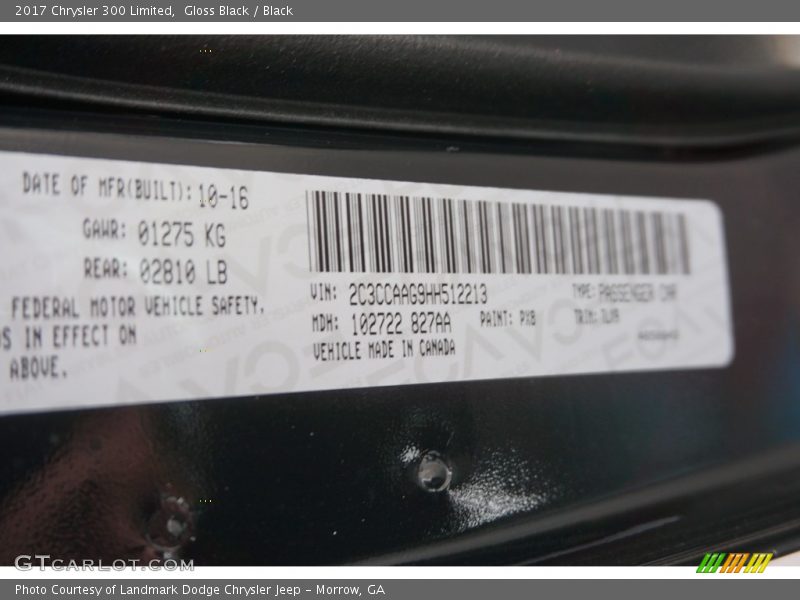 2017 Chrysler 300 Limited, Gloss Black / Black
DATE OF MFR(BUILT): 10-16
GAWR: 01275 KG
REAR: 02810 LB
FEDERAL MOTOR VEHICLE SAFETY.
IN EFFECT ON
ABOVE.
VIN: 2C3CCAAG9HH512213
TYPE: PASSENGER CAR
MDH: 102722 827AA
PAINT: PX8
TRIM:
VEHICLE MADE IN CANADA
GTcarlot.com
Photo Courtesy of Landmark Dodge Chrysler Jeep – Morrow, GA